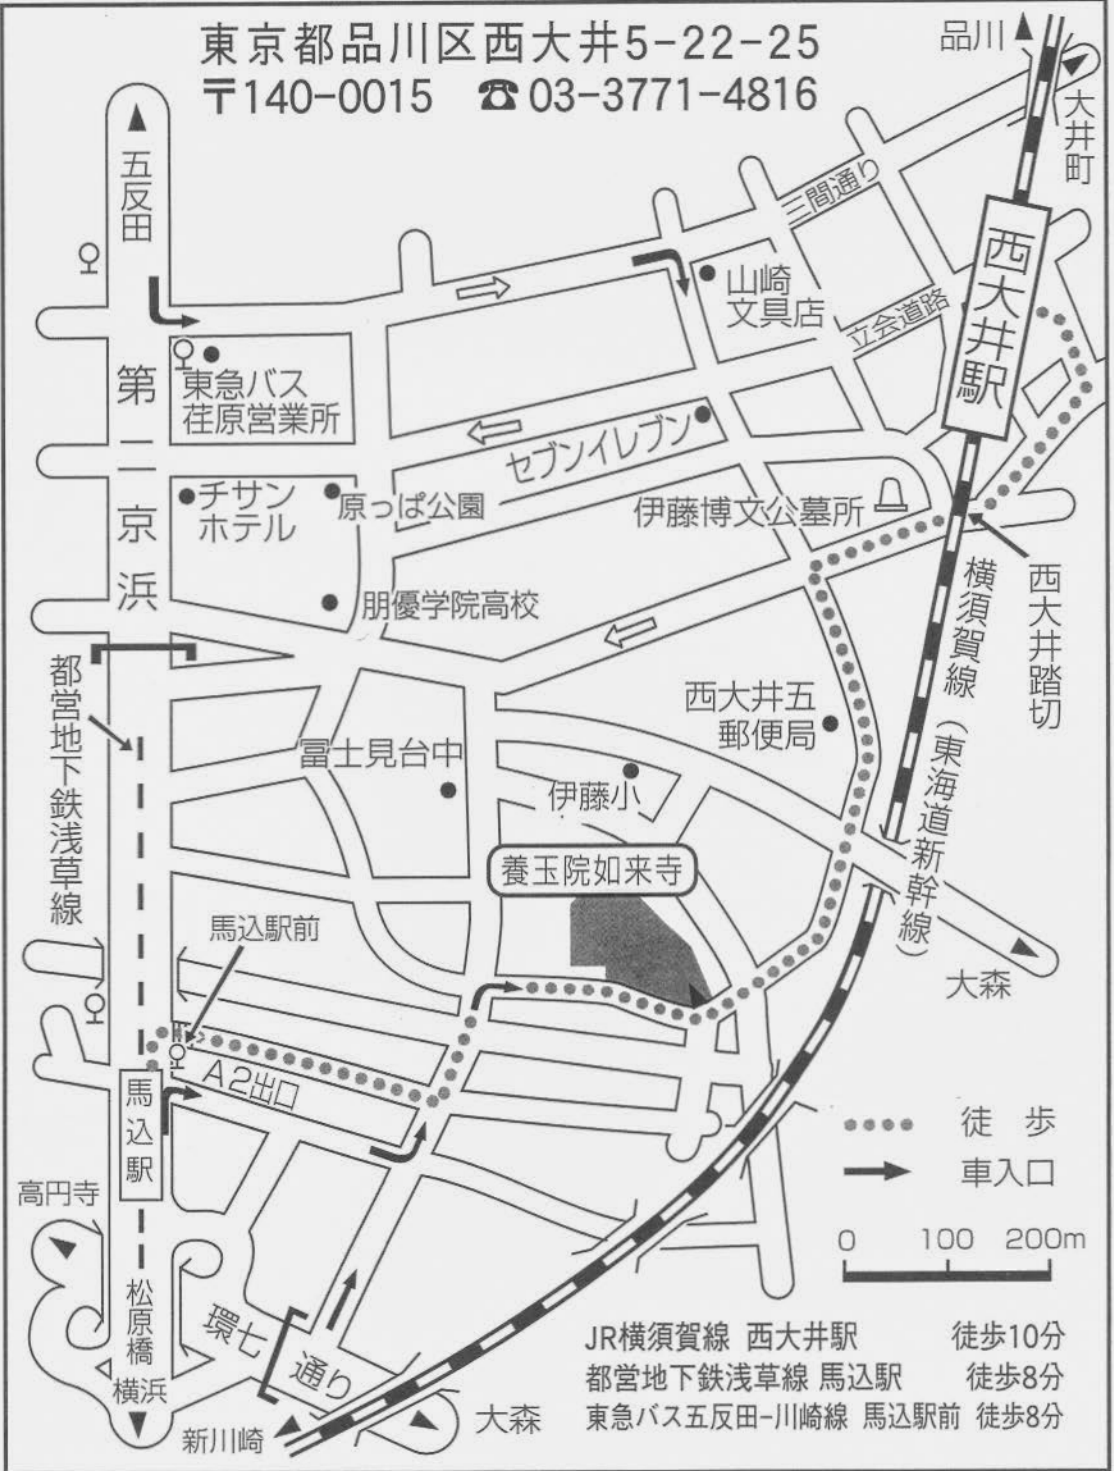 東京都品川区西大井5-22-25
〒140-0015 ☎03-3771-4816
品川
大井町
五反田
三間通り
西大井駅
山崎
文具店
立会道路
第二京浜
東急バス
荏原営業所
セブンイレブン
チサン
ホテル
原っぱ公園
伊藤博文公墓所
朋優学院高校
横須賀線(東海道新幹線)
西大井踏切
都営地下鉄浅草線
西大井五
郵便局
冨士見台中
伊藤小
養玉院如来寺
馬込駅前
大森
A2出口
馬込駅
徒 歩
車入口
高円寺
0 100 200m
松原橋
環七通り
横浜
新川崎
大森
JR横須賀線 西大井駅 徒歩10分
都営地下鉄浅草線 馬込駅 徒歩8分
東急バス五反田-川崎線 馬込駅前 徒歩8分